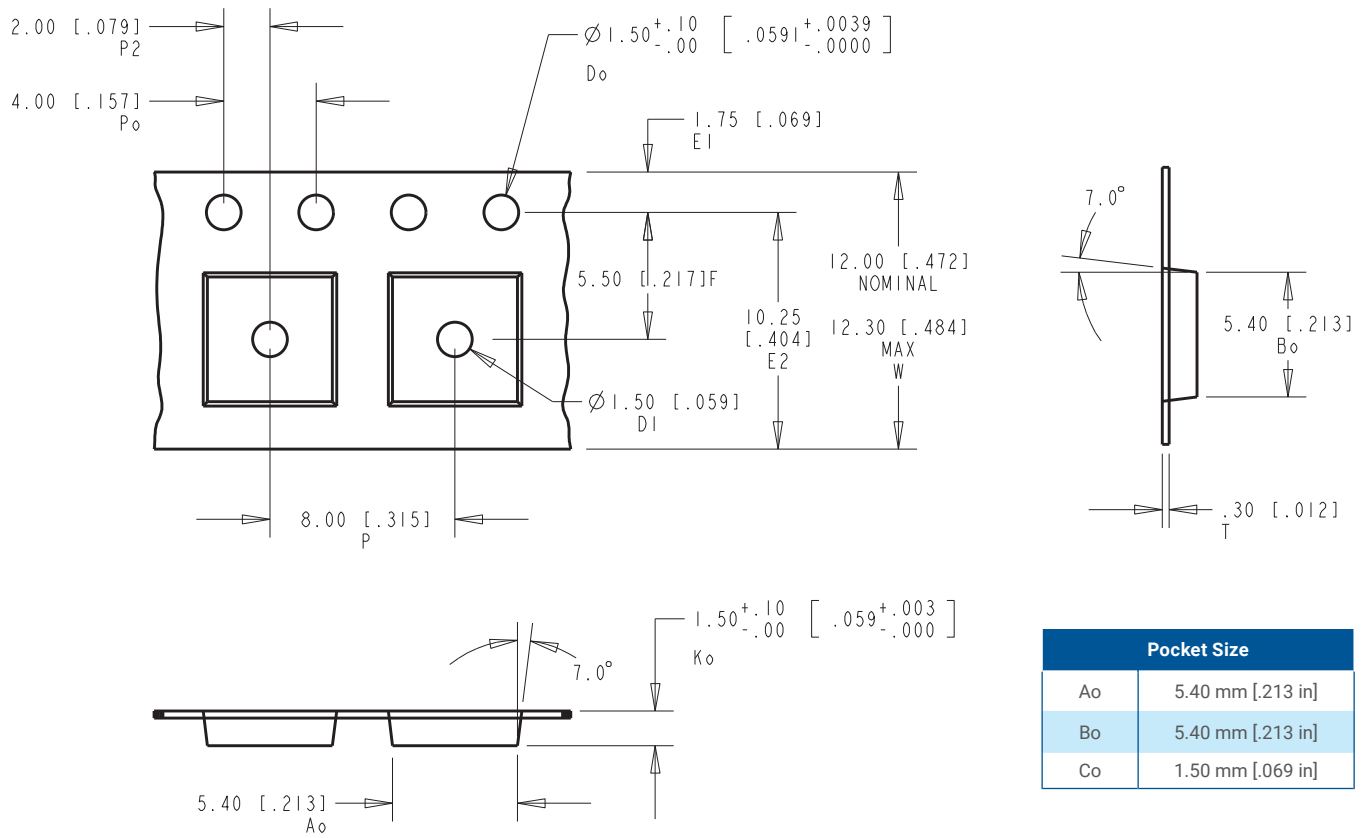 2.00 [.079]
P2
4.00 [.157]
Po
Ø1.50 +.10 -.00 [ .0591 +.0039 -.0000 ]
Do
1.75 [.069]
E1
5.50 [.217]F
10.25
[.404]
E2
12.00 [.472]
NOMINAL
12.30 [.484]
MAX
W
Ø1.50 [.059]
D1
8.00 [.315]
P
7.0°
5.40 [.213]
Bo
.30 [.012]
T
1.50 +.10 -.00 [ .059 +.003 -.000 ]
Ko
7.0°
5.40 [.213]
Ao
Pocket Size
Ao 5.40 mm [.213 in]
Bo 5.40 mm [.213 in]
Co 1.50 mm [.069 in]